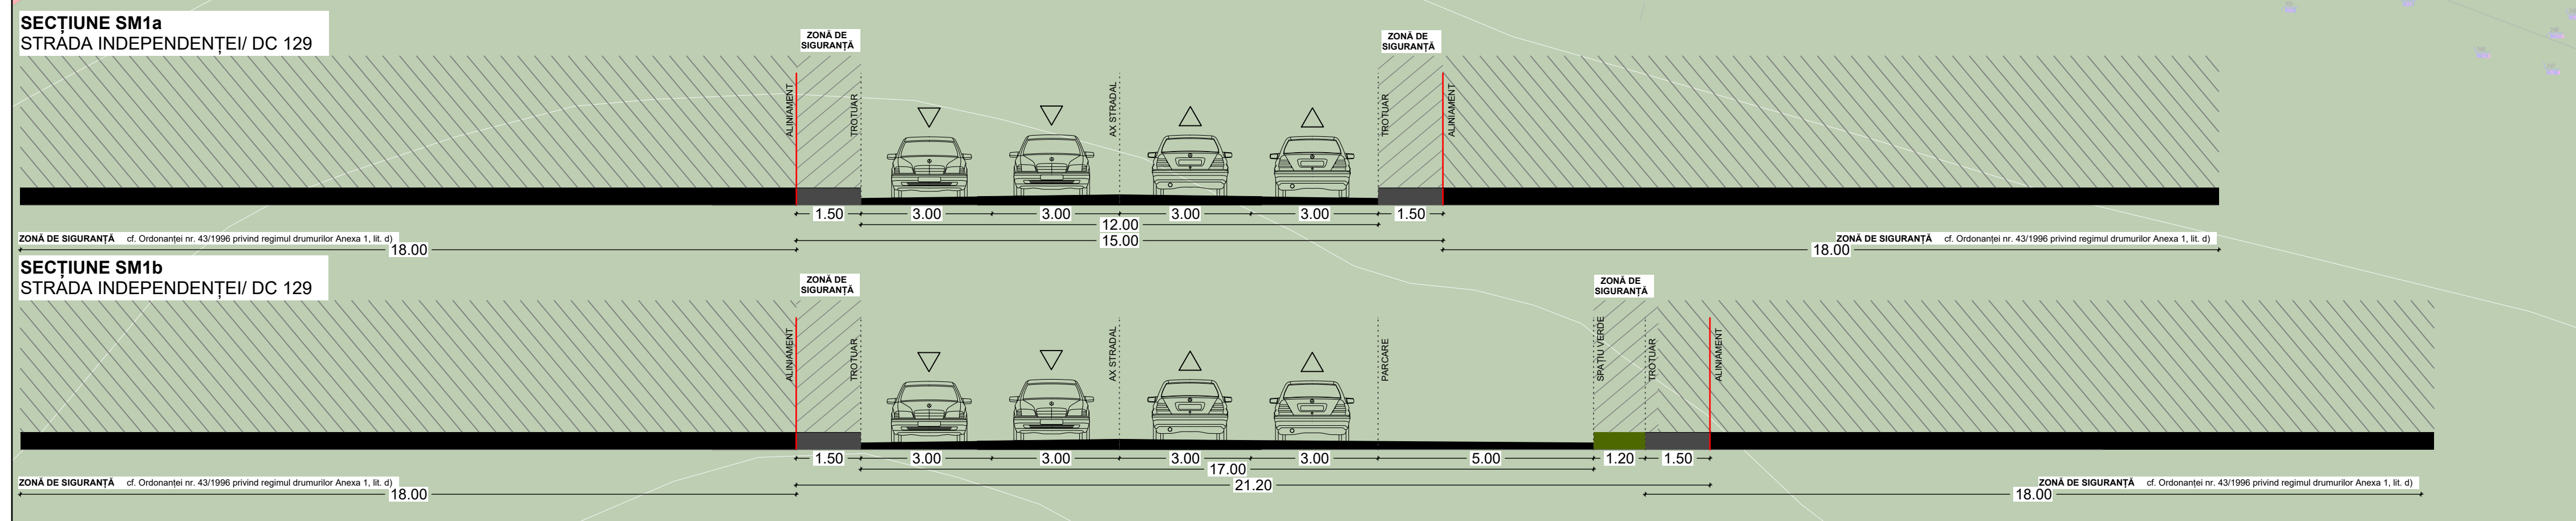 SECȚIUNE SM1a
STRADA INDEPENDENȚEI/ DC 129
ZONĂ DE
SIGURANȚĂ
ZONĂ DE
SIGURANȚĂ
ALINIAMENT
TROTUAR
AX STRADAL
TROTUAR
ALINIAMENT
1.50 3.00 3.00 3.00 3.00 1.50
12.00
15.00
ZONĂ DE SIGURANȚĂ cf. Ordonanței nr. 43/1996 privind regimul drumurilor Anexa 1, lit. d)
18.00
ZONĂ DE SIGURANȚĂ cf. Ordonanței nr. 43/1996 privind regimul drumurilor Anexa 1, lit. d)
18.00
SECȚIUNE SM1b
STRADA INDEPENDENȚEI/ DC 129
ZONĂ DE
SIGURANȚĂ
ZONĂ DE
SIGURANȚĂ
ALINIAMENT
TROTUAR
AX STRADAL
PARCARE
SPAȚIU VERDE
TROTUAR
ALINIAMENT
1.50 3.00 3.00 3.00 3.00 5.00 1.20 1.50
17.00
21.20
ZONĂ DE SIGURANȚĂ cf. Ordonanței nr. 43/1996 privind regimul drumurilor Anexa 1, lit. d)
18.00
ZONĂ DE SIGURANȚĂ cf. Ordonanței nr. 43/1996 privind regimul drumurilor Anexa 1, lit. d)
18.00